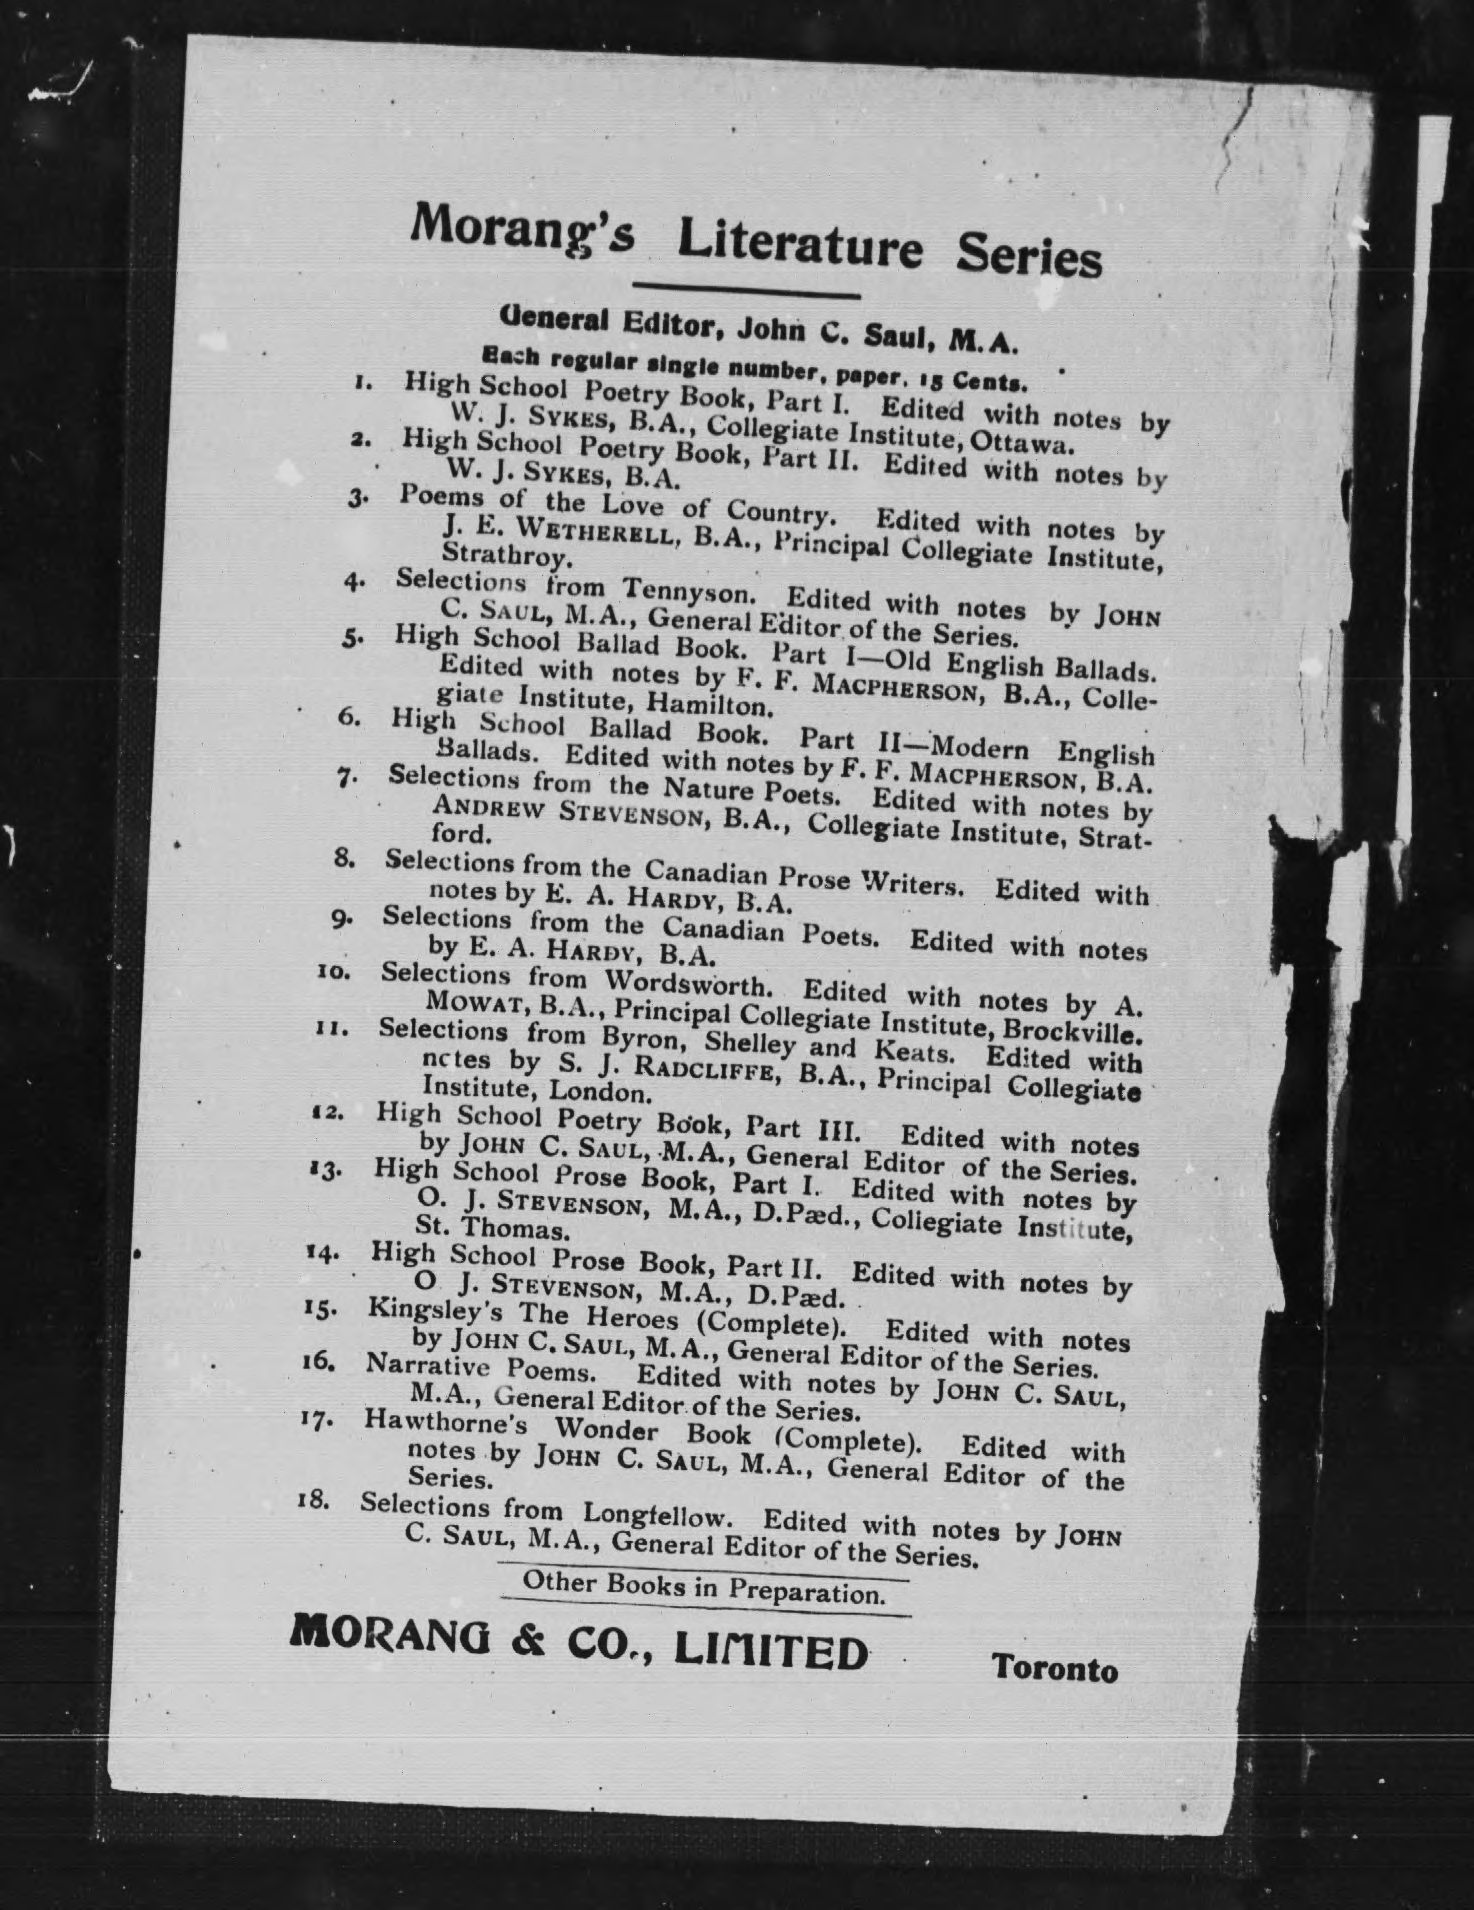 Morang's Literature Series
General Editor, John C. Saul, M.A.
Each regular single number, paper, 15 Cents.
1. High School Poetry Book, Part I. Edited with notes by
W. J. SYKES, B.A., Collegiate Institute, Ottawa.
2. High School Poetry Book, Part II. Edited with notes by
W. J. SYKES, B.A.
3. Poems of the Love of Country. Edited with notes by
J. E. WETHERELL, B.A., Principal Collegiate Institute,
Strathroy.
4. Selections from Tennyson. Edited with notes by JOHN
C. SAUL, M.A., General Editor of the Series.
5. High School Ballad Book. Part I—Old English Ballads.
Edited with notes by F. F. MACPHERSON, B.A., Colle-
giate Institute, Hamilton.
6. High School Ballad Book. Part II—Modern English
Ballads. Edited with notes by F. F. MACPHERSON, B.A.
7. Selections from the Nature Poets. Edited with notes by
ANDREW STEVENSON, B.A., Collegiate Institute, Strat-
ford.
8. Selections from the Canadian Prose Writers. Edited with
notes by E. A. HARDY, B.A.
9. Selections from the Canadian Poets. Edited with notes
by E. A. HARDY, B.A.
10. Selections from Wordsworth. Edited with notes by A.
MOWAT, B.A., Principal Collegiate Institute, Brockville.
11. Selections from Byron, Shelley and Keats. Edited with
notes by S. J. RADCLIFFE, B.A., Principal Collegiate
Institute, London.
12. High School Poetry Book, Part III. Edited with notes
by JOHN C. SAUL, M.A., General Editor of the Series.
13. High School Prose Book, Part I. Edited with notes by
O. J. STEVENSON, M.A., D.Pæd., Collegiate Institute,
St. Thomas.
14. High School Prose Book, Part II. Edited with notes by
O J. STEVENSON, M.A., D.Pæd.
15. Kingsley's The Heroes (Complete). Edited with notes
by JOHN C. SAUL, M.A., General Editor of the Series.
16. Narrative Poems. Edited with notes by JOHN C. SAUL,
M.A., General Editor of the Series.
17. Hawthorne's Wonder Book (Complete). Edited with
notes by JOHN C. SAUL, M.A., General Editor of the
Series.
18. Selections from Longfellow. Edited with notes by JOHN
C. SAUL, M.A., General Editor of the Series.
Other Books in Preparation.
MORANG & CO., LIMITED Toronto